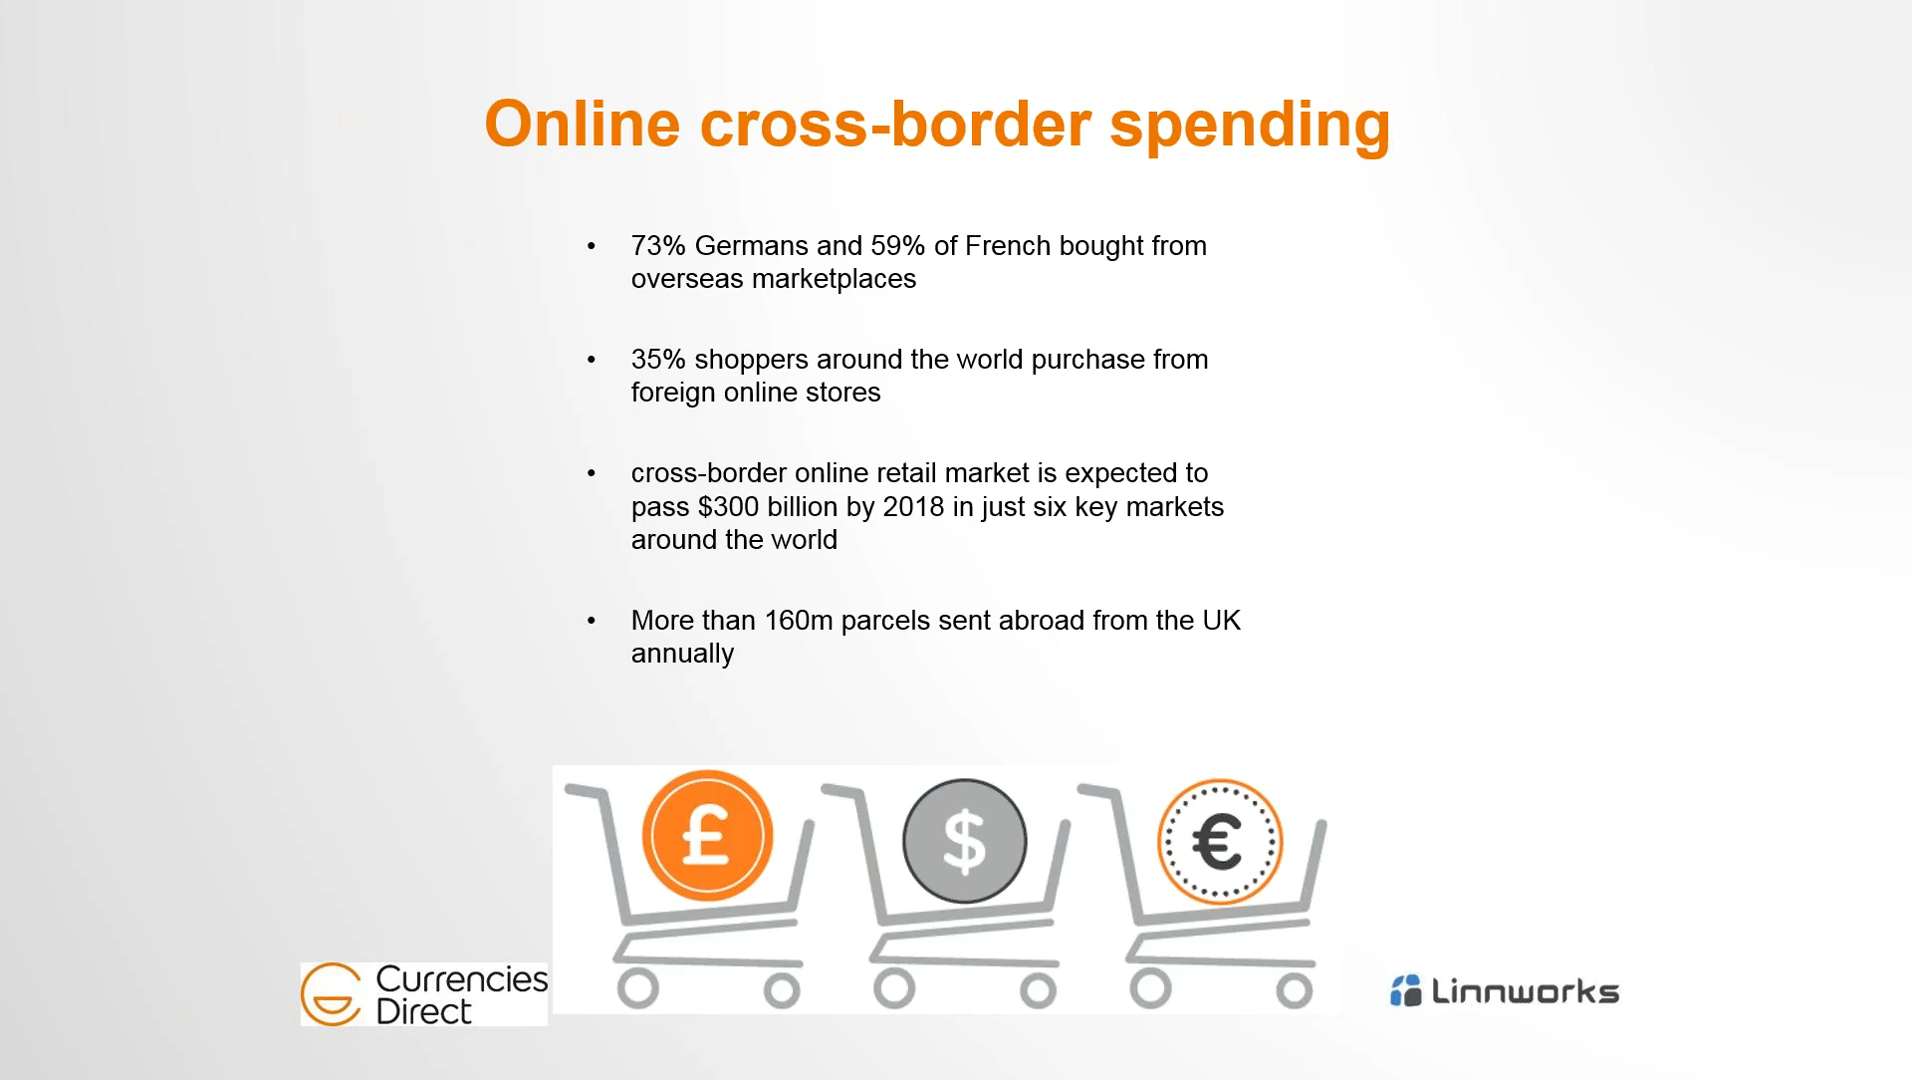 Online cross-border spending
• 73% Germans and 59% of French bought from
overseas marketplaces
• 35% shoppers around the world purchase from
foreign online stores
• cross-border online retail market is expected to
pass $300 billion by 2018 in just six key markets
around the world
• More than 160m parcels sent abroad from the UK
annually
£ $ €
Currencies
Direct
Linnworks